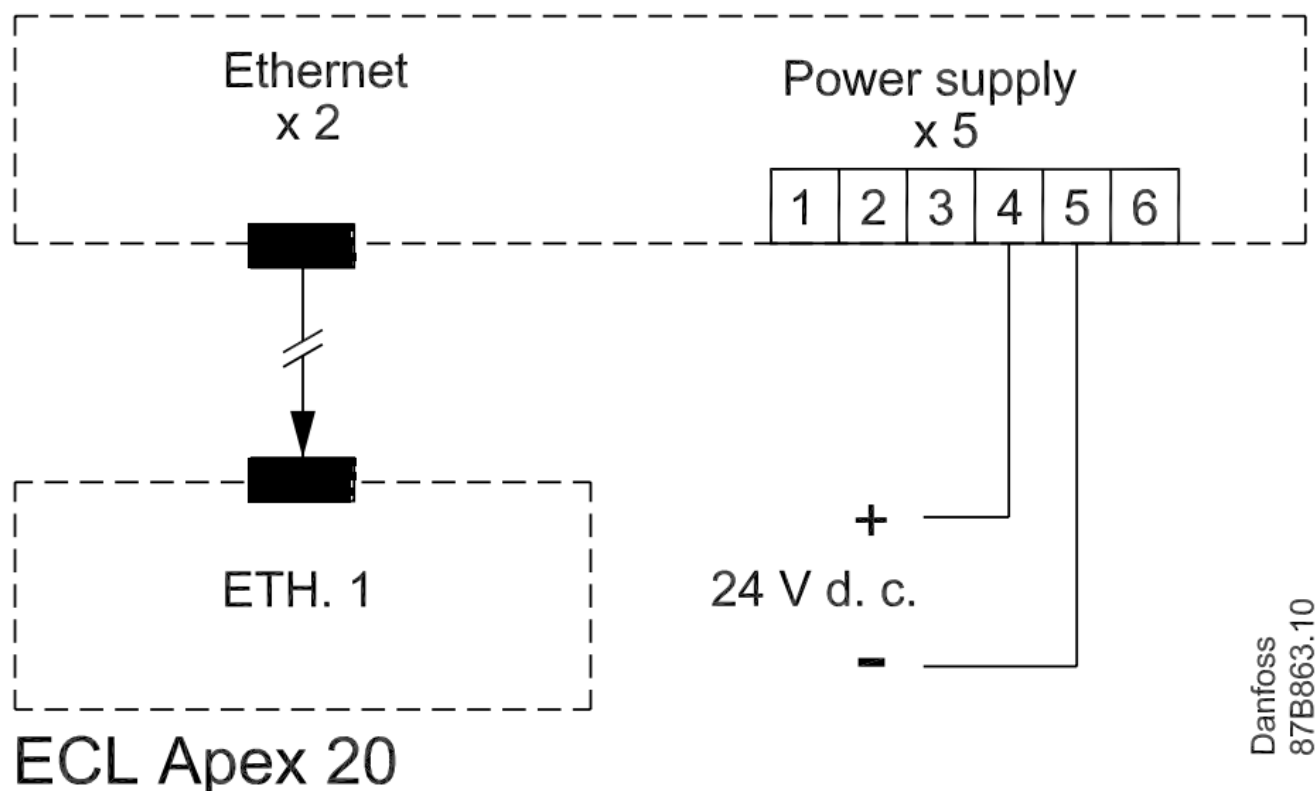 Ethernet
x 2
Power supply
x 5
1 2 3 4 5 6
+
ETH. 1
24 V d. c.
-
ECL Apex 20
Danfoss
87B863.10